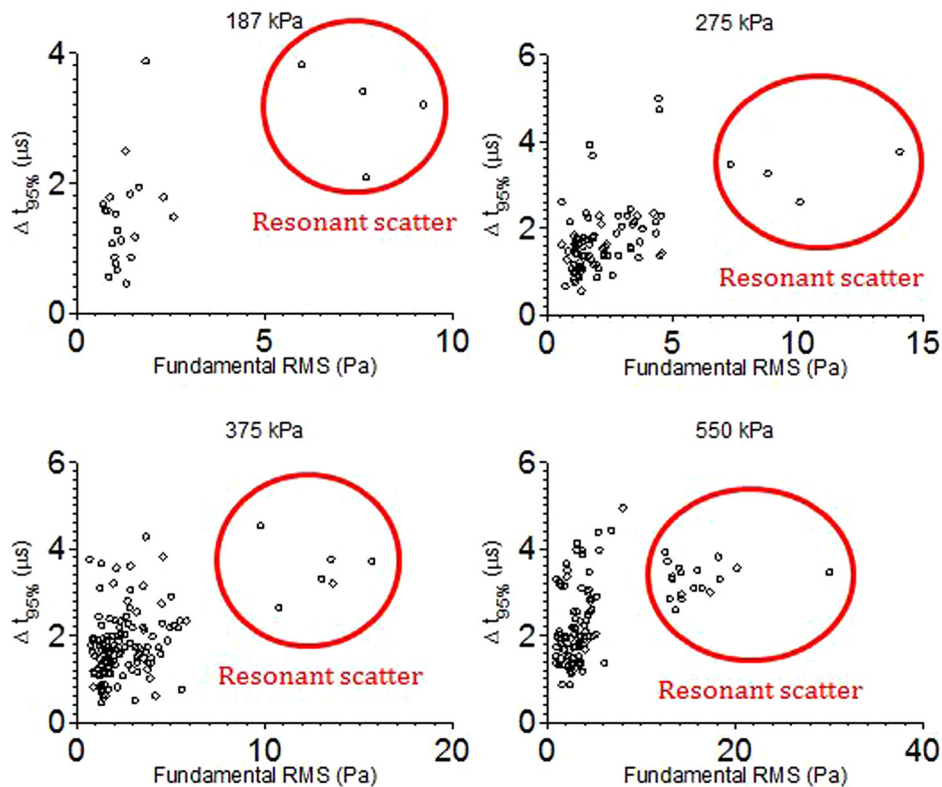 187 kPa
4
Resonant scatter
Δ t95% (µs)
2
0
0
5
10
Fundamental RMS (Pa)
275 kPa
6
4
Δ t95% (µs)
2
Resonant scatter
0
0
5
10
15
Fundamental RMS (Pa)
375 kPa
6
4
Δ t95% (µs)
2
Resonant scatter
0
0
10
20
Fundamental RMS (Pa)
550 kPa
6
4
Δ t95% (µs)
2
Resonant scatter
0
0
20
40
Fundamental RMS (Pa)